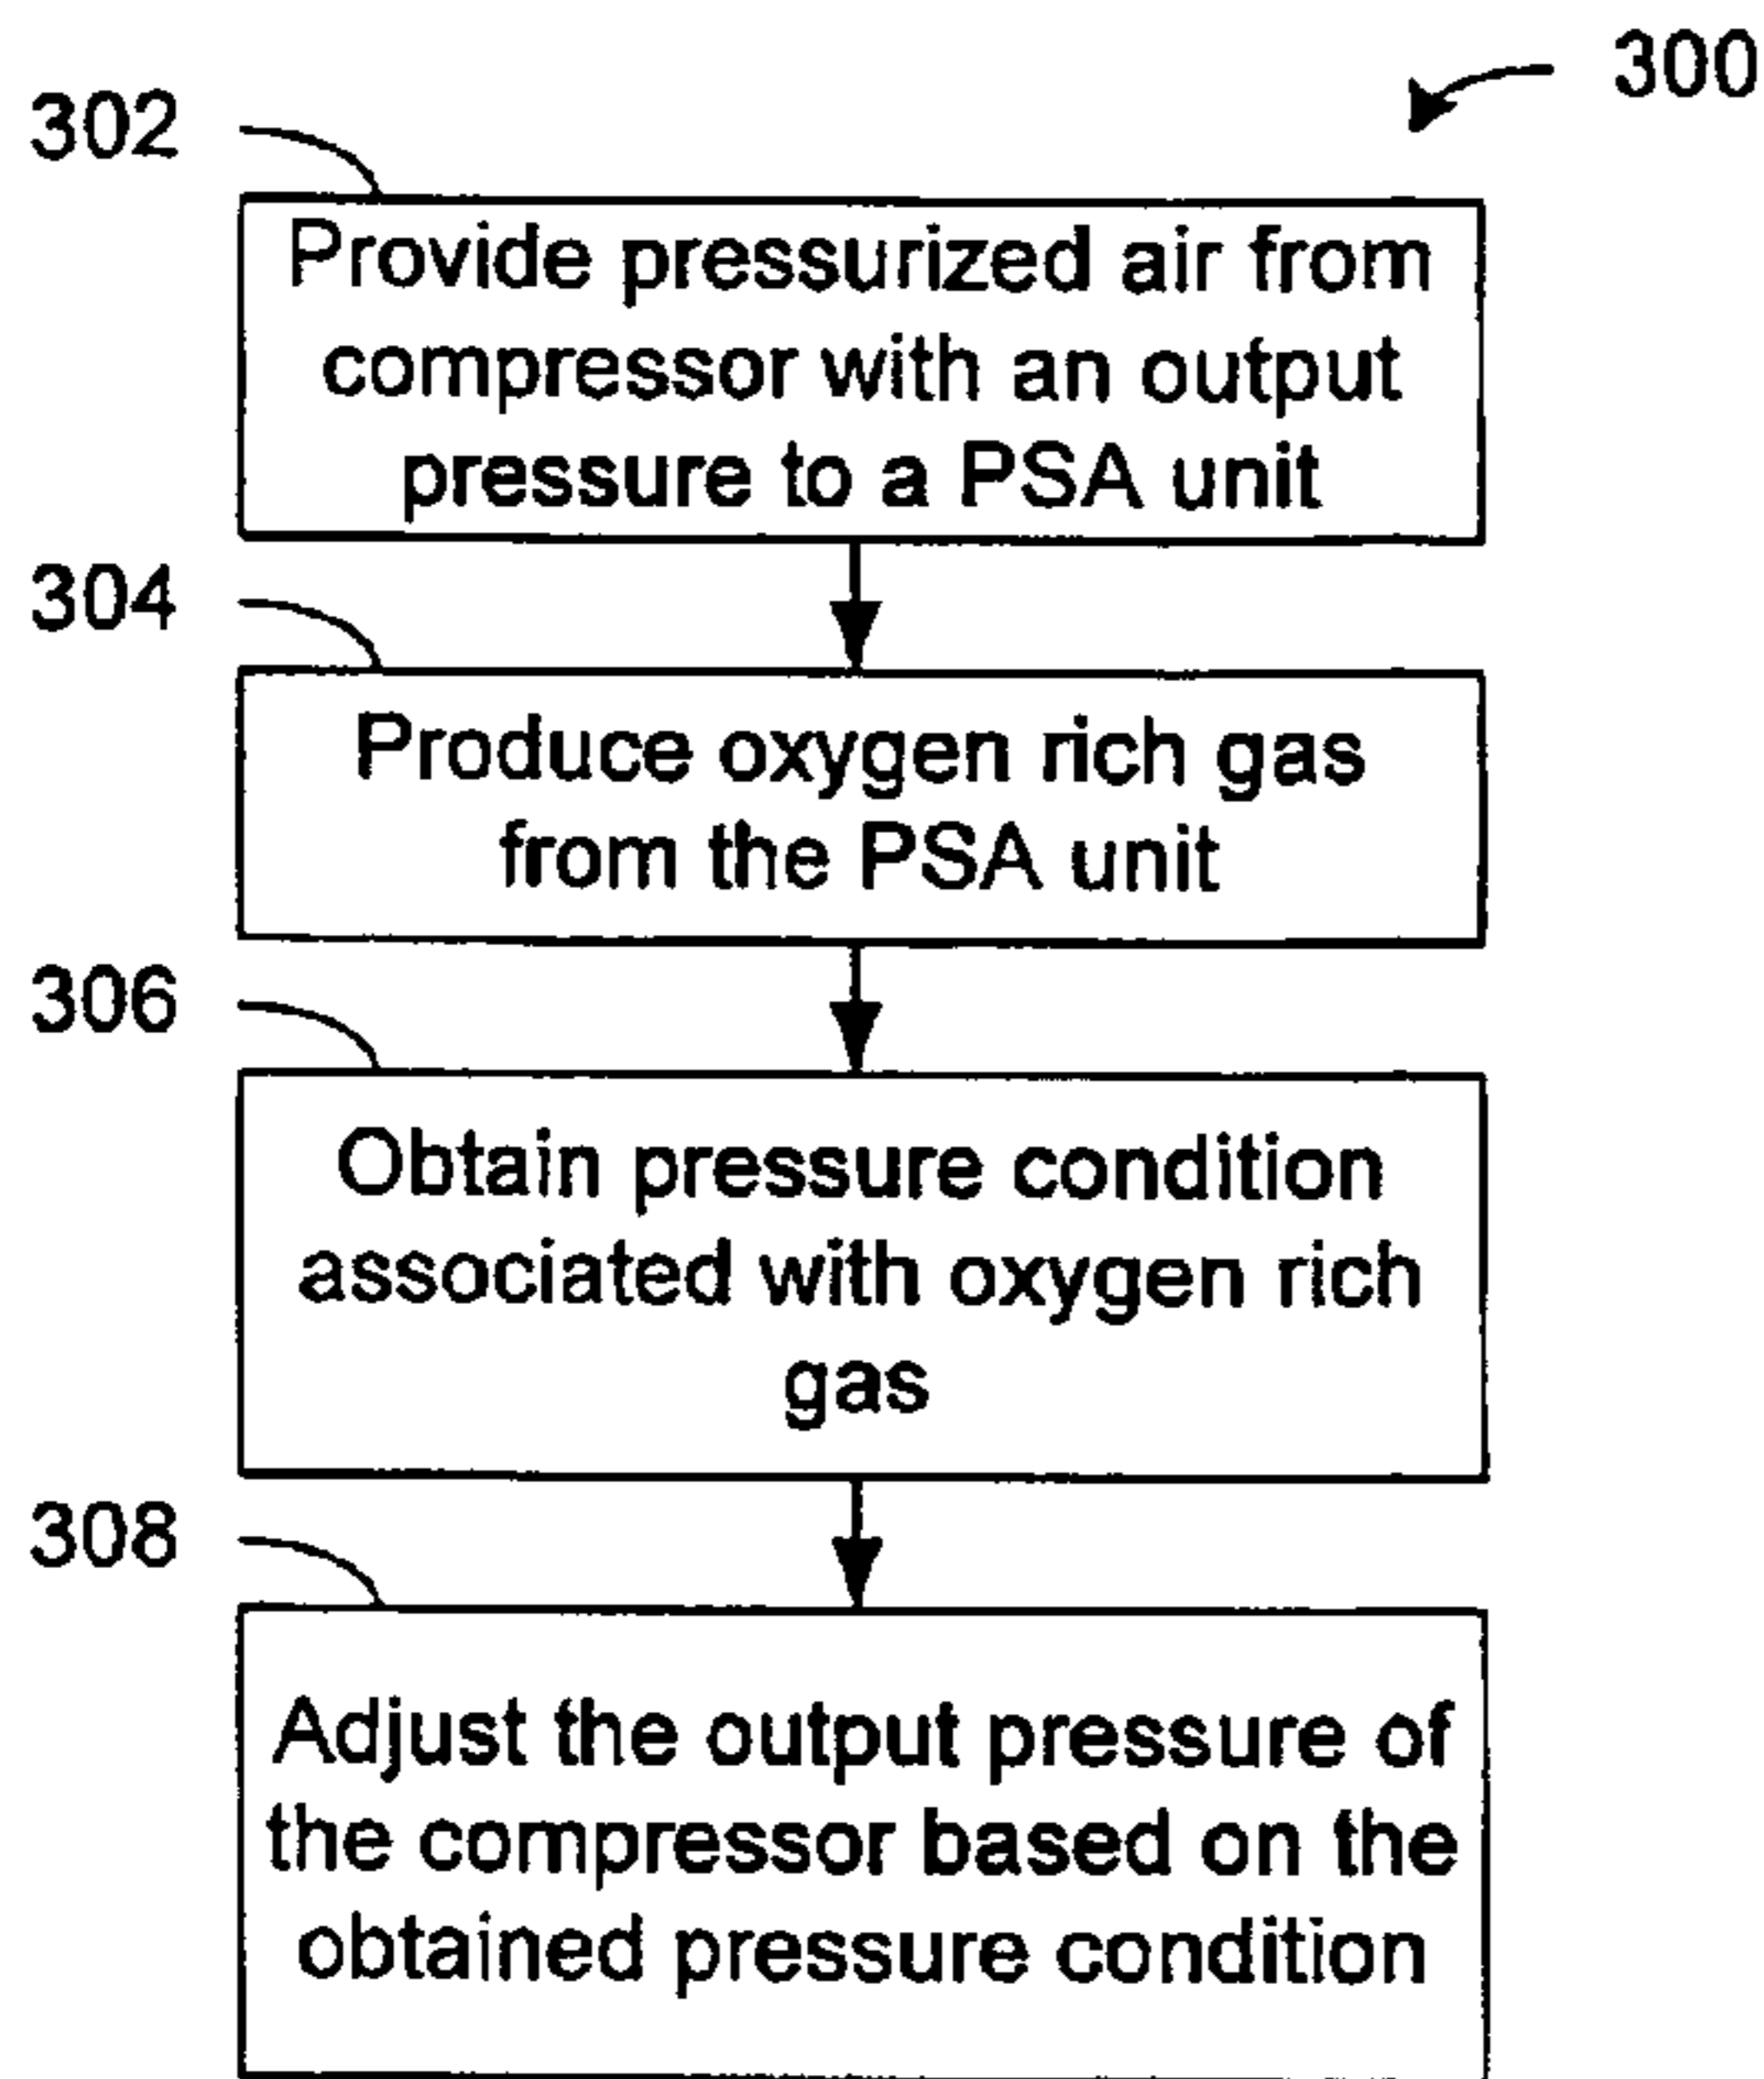 300
302
Provide pressurized air from
compressor with an output
pressure to a PSA unit
304
Produce oxygen rich gas
from the PSA unit
306
Obtain pressure condition
associated with oxygen rich
gas
308
Adjust the output pressure of
the compressor based on the
obtained pressure condition